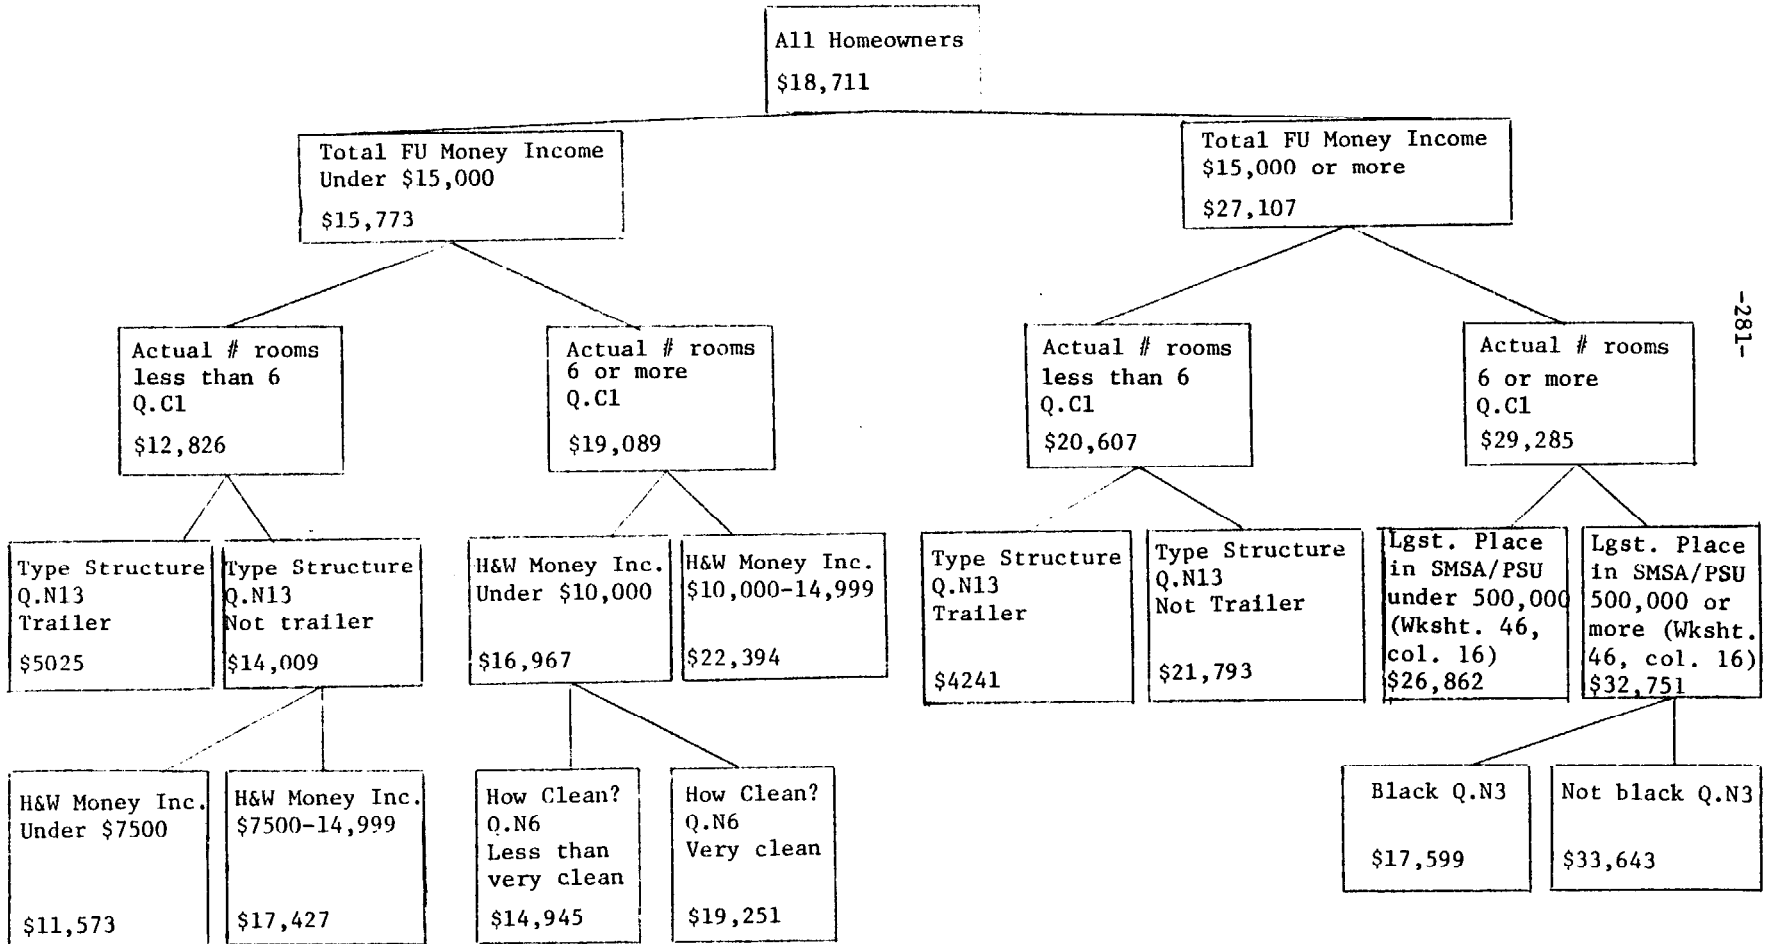 All Homeowners
$18,711
Total FU Money Income
Under $15,000
$15,773
Total FU Money Income
$15,000 or more
$27,107
-281-
Actual # rooms
less than 6
Q.C1
$12,826
Actual # rooms
6 or more
Q.C1
$19,089
Actual # rooms
less than 6
Q.C1
$20,607
Actual # rooms
6 or more
Q.C1
$29,285
Type Structure
Q.N13
Trailer
$5025
Type Structure
Q.N13
Not trailer
$14,009
H&W Money Inc.
Under $10,000
$16,967
H&W Money Inc.
$10,000-14,999
$22,394
Type Structure
Q.N13
Trailer
$4241
Type Structure
Q.N13
Not Trailer
$21,793
Lgst. Place
in SMSA/PSU
under 500,000
(Wksht. 46,
col. 16)
$26,862
Lgst. Place
in SMSA/PSU
500,000 or
more (Wksht.
46, col. 16)
$32,751
H&W Money Inc.
Under $7500
$11,573
H&W Money Inc.
$7500-14,999
$17,427
How Clean?
Q.N6
Less than
very clean
$14,945
How Clean?
Q.N6
Very clean
$19,251
Black Q.N3
$17,599
Not black Q.N3
$33,643